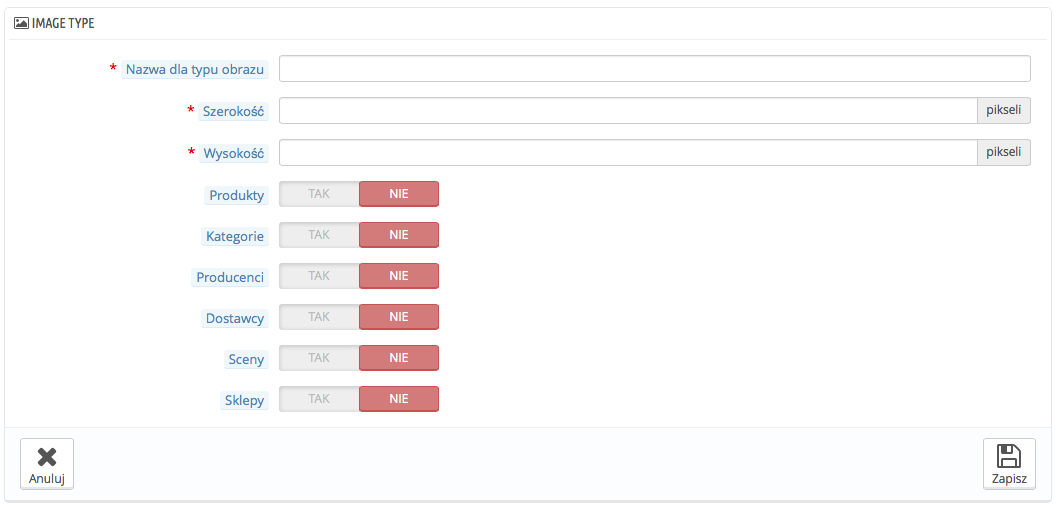 IMAGE TYPE
* Nazwa dla typu obrazu
* Szerokość pikseli
* Wysokość pikseli
Produkty TAK NIE
Kategorie TAK NIE
Producenci TAK NIE
Dostawcy TAK NIE
Sceny TAK NIE
Sklepy TAK NIE
Anuluj Zapisz